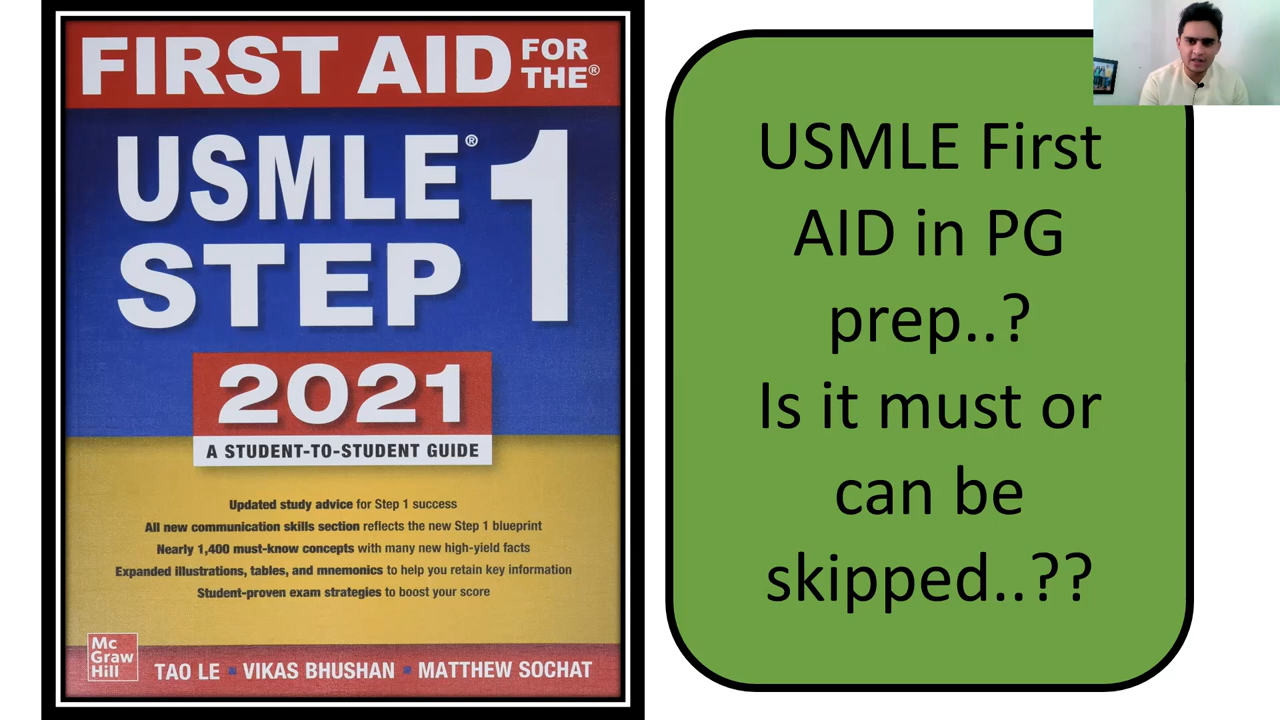 FIRST AID FOR THE®
USMLE® 1
STEP
2021
A STUDENT-TO-STUDENT GUIDE
Updated study advice for Step 1 success
All new communication skills section reflects the new Step 1 blueprint
Nearly 1,400 must-know concepts with many new high-yield facts
Expanded illustrations, tables, and mnemonics to help you retain key information
Student-proven exam strategies to boost your score
Mc
Graw
Hill
TAO LE ▪ VIKAS BHUSHAN ▪ MATTHEW SOCHAT
USMLE First
AID in PG
prep..?
Is it must or
can be
skipped..??